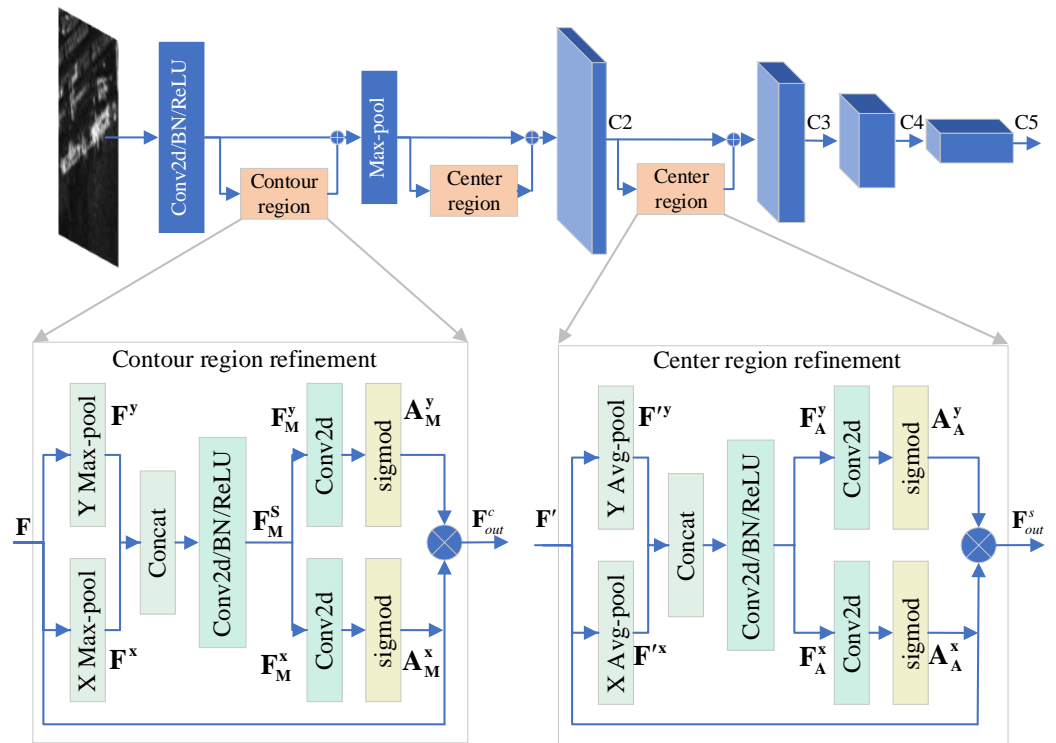 Conv2d/BN/ReLU
Contour
region
Max-pool
Center
region
C2
Center
region
C3
C4
C5
Contour region refinement
F
Y Max-pool
F^y
X Max-pool
F^x
Concat
Conv2d/BN/ReLU
F_M^S
F_M^y
Conv2d
sigmod
A_M^y
F_M^x
Conv2d
sigmod
A_M^x
F_out^c
Center region refinement
F′
Y Avg-pool
F′^y
X Avg-pool
F′^x
Concat
Conv2d/BN/ReLU
F_A^y
Conv2d
sigmod
A_A^y
F_A^x
Conv2d
sigmod
A_A^x
F_out^s